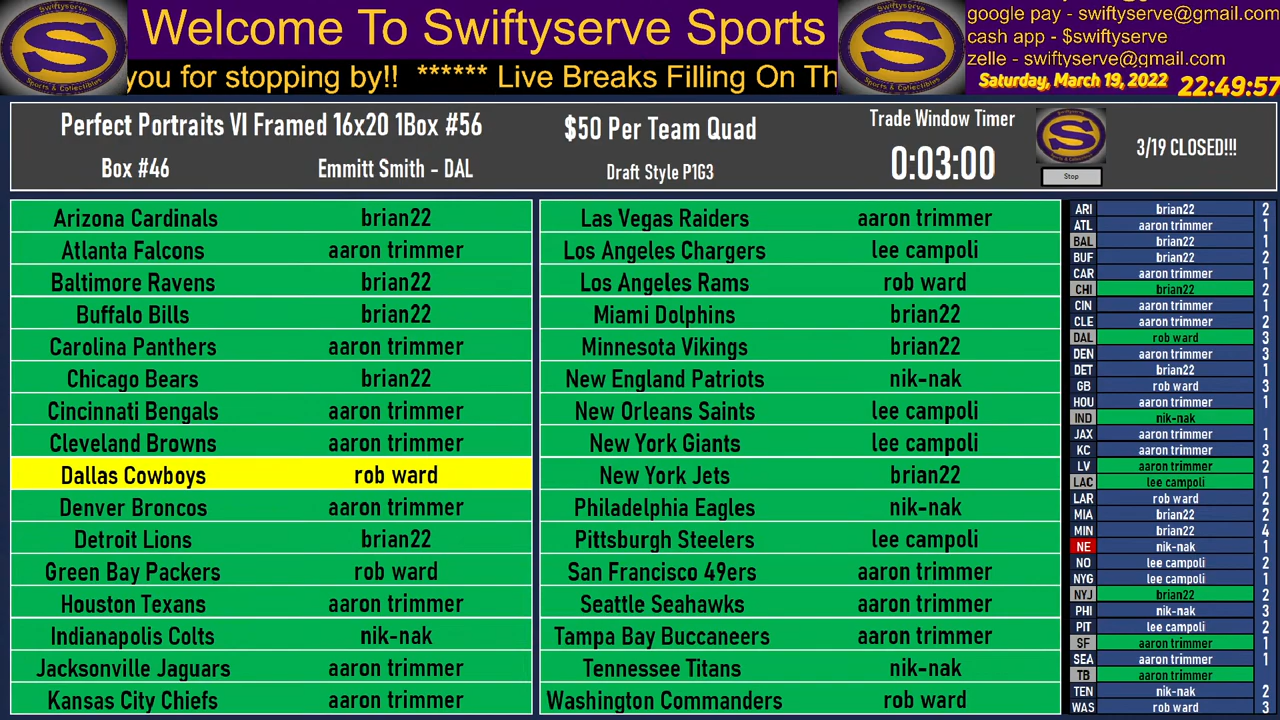 Welcome To Swiftyserve Sports
you for stopping by!! ****** Live Breaks Filling On Th
google pay - swiftyserve@gmail.com
cash app - $swiftyserve
zelle - swiftyserve@gmail.com
Saturday, March 19, 2022 22:49:57
Swiftyserve
S
Sports & Collectibles
Swiftyserve
S
Sports & Collectibles
Perfect Portraits VI Framed 16x20 1Box #56
Box #46 Emmitt Smith - DAL
$50 Per Team Quad
Draft Style P1G3
Trade Window Timer
0:03:00
Stop
3/19 CLOSED!!!
Arizona Cardinals brian22
Atlanta Falcons aaron trimmer
Baltimore Ravens brian22
Buffalo Bills brian22
Carolina Panthers aaron trimmer
Chicago Bears brian22
Cincinnati Bengals aaron trimmer
Cleveland Browns aaron trimmer
Dallas Cowboys rob ward
Denver Broncos aaron trimmer
Detroit Lions brian22
Green Bay Packers rob ward
Houston Texans aaron trimmer
Indianapolis Colts nik-nak
Jacksonville Jaguars aaron trimmer
Kansas City Chiefs aaron trimmer
Las Vegas Raiders aaron trimmer
Los Angeles Chargers lee campoli
Los Angeles Rams rob ward
Miami Dolphins brian22
Minnesota Vikings brian22
New England Patriots nik-nak
New Orleans Saints lee campoli
New York Giants lee campoli
New York Jets brian22
Philadelphia Eagles nik-nak
Pittsburgh Steelers lee campoli
San Francisco 49ers aaron trimmer
Seattle Seahawks aaron trimmer
Tampa Bay Buccaneers aaron trimmer
Tennessee Titans nik-nak
Washington Commanders rob ward
ARI brian22 2
ATL aaron trimmer 1
BAL brian22 1
BUF brian22 2
CAR aaron trimmer 1
CHI brian22 2
CIN aaron trimmer 1
CLE aaron trimmer 2
DAL rob ward 3
DEN aaron trimmer 3
DET brian22 1
GB rob ward 3
HOU aaron trimmer 1
IND nik-nak
JAX aaron trimmer 1
KC aaron trimmer 3
LV aaron trimmer 2
LAC lee campoli 1
LAR rob ward 2
MIA brian22 2
MIN brian22 4
NE nik-nak 1
NO lee campoli 2
NYG lee campoli 1
NYJ brian22 2
PHI nik-nak 3
PIT lee campoli 2
SF aaron trimmer 1
SEA aaron trimmer 1
TB aaron trimmer
TEN nik-nak 2
WAS rob ward 3